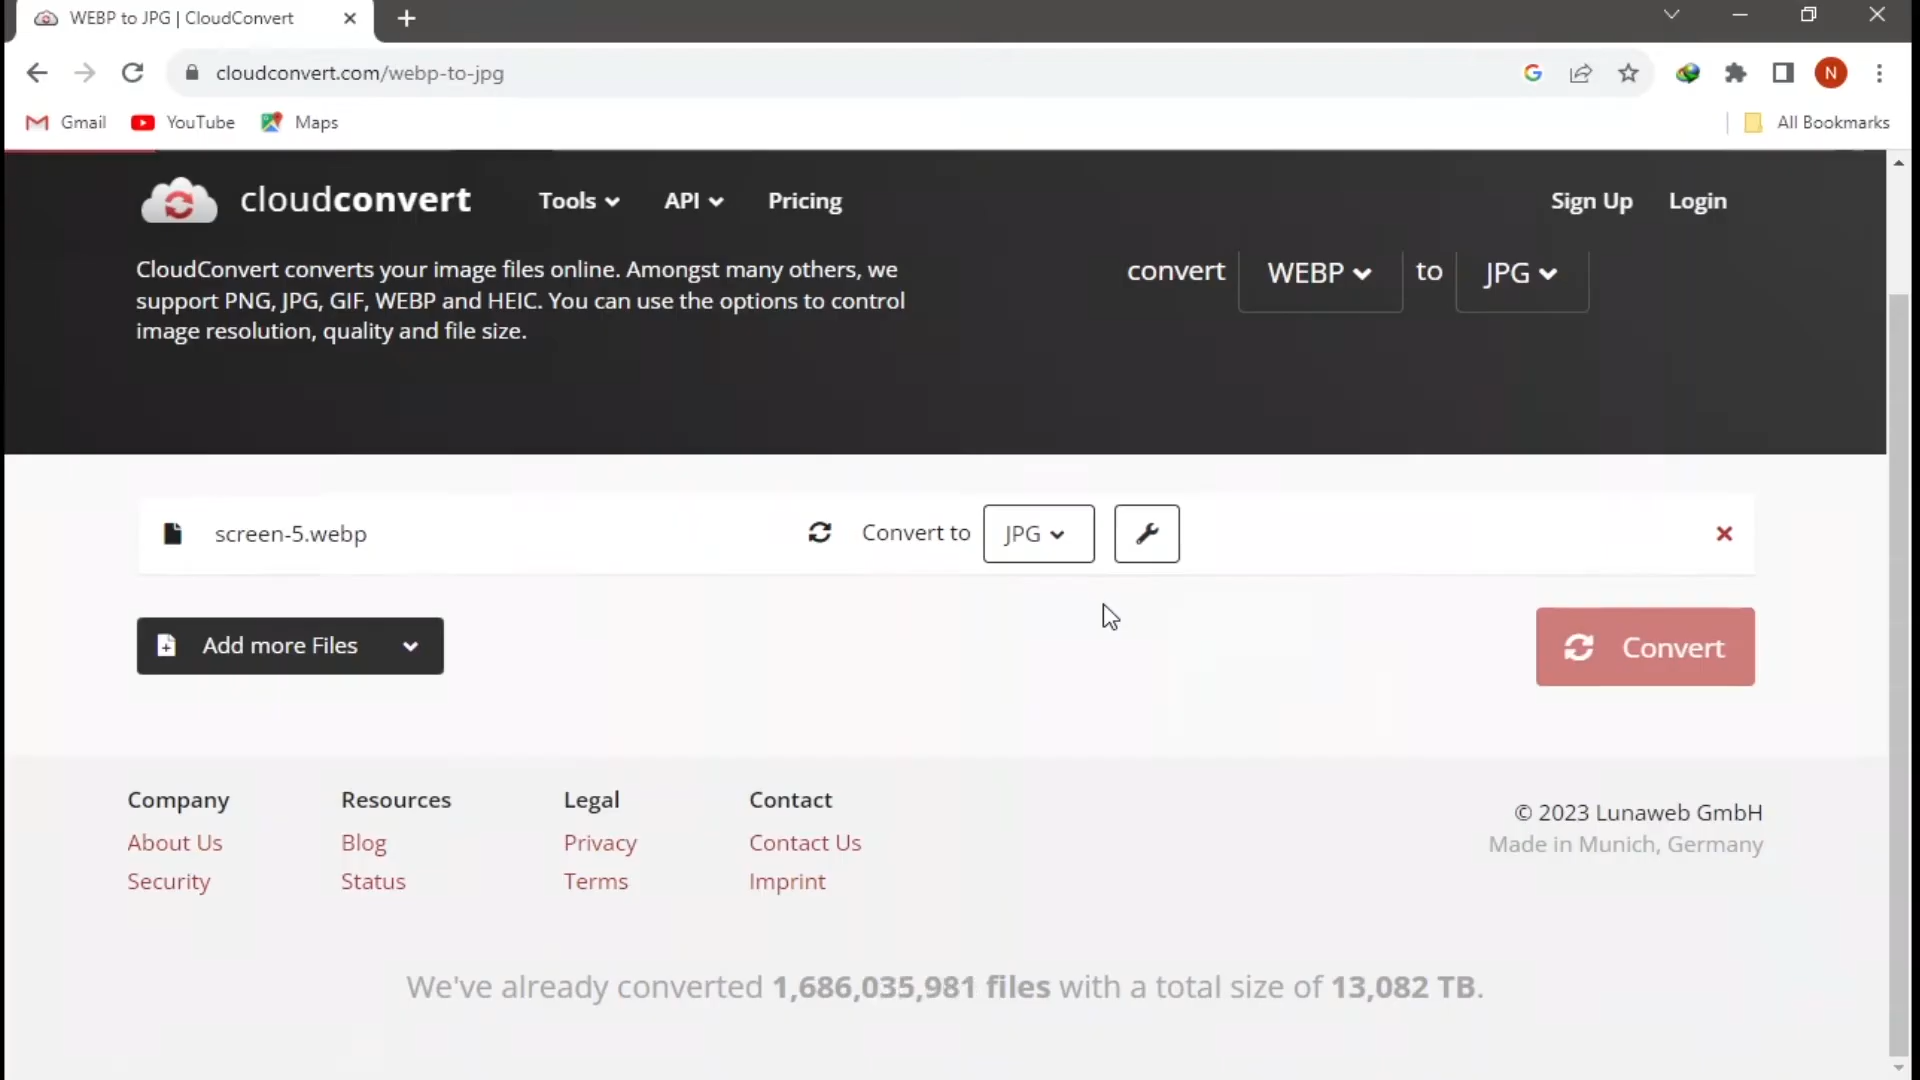 WEBP to JPG | CloudConvert
cloudconvert.com/webp-to-jpg
N
Gmail YouTube Maps All Bookmarks
cloudconvert Tools API Pricing Sign Up Login
CloudConvert converts your image files online. Amongst many others, we
support PNG, JPG, GIF, WEBP and HEIC. You can use the options to control
image resolution, quality and file size.
convert WEBP to JPG
screen-5.webp Convert to JPG
Add more Files Convert
Company Resources Legal Contact
About Us Blog Privacy Contact Us
Security Status Terms Imprint
© 2023 Lunaweb GmbH
Made in Munich, Germany
We've already converted 1,686,035,981 files with a total size of 13,082 TB.